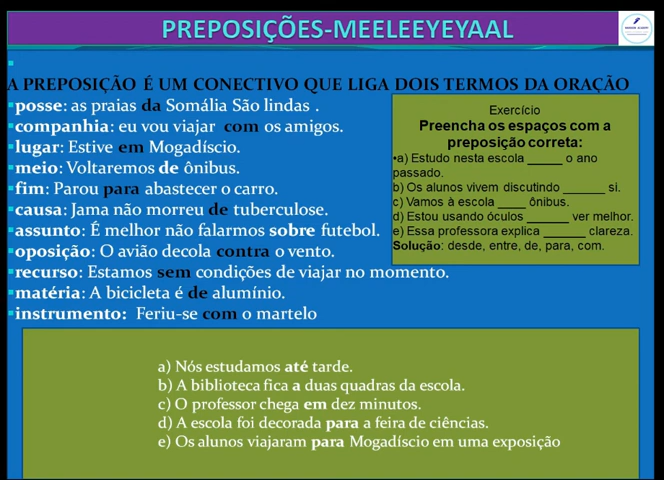 PREPOSIÇÕES-MEELEEYEYAAL
A PREPOSIÇÃO É UM CONECTIVO QUE LIGA DOIS TERMOS DA ORAÇÃO
posse: as praias da Somália São lindas .
companhia: eu vou viajar com os amigos.
lugar: Estive em Mogadíscio.
meio: Voltaremos de ônibus.
fim: Parou para abastecer o carro.
causa: Jama não morreu de tuberculose.
assunto: É melhor não falarmos sobre futebol.
oposição: O avião decola contra o vento.
recurso: Estamos sem condições de viajar no momento.
matéria: A bicicleta é de alumínio.
instrumento: Feriu-se com o martelo
Exercício
Preencha os espaços com a
preposição correta:
•a) Estudo nesta escola _____ o ano
passado.
b) Os alunos vivem discutindo ______ si.
c) Vamos à escola ____ ônibus.
d) Estou usando óculos ______ ver melhor.
e) Essa professora explica ______ clareza.
Solução: desde, entre, de, para, com.
a) Nós estudamos até tarde.
b) A biblioteca fica a duas quadras da escola.
c) O professor chega em dez minutos.
d) A escola foi decorada para a feira de ciências.
e) Os alunos viajaram para Mogadíscio em uma exposição